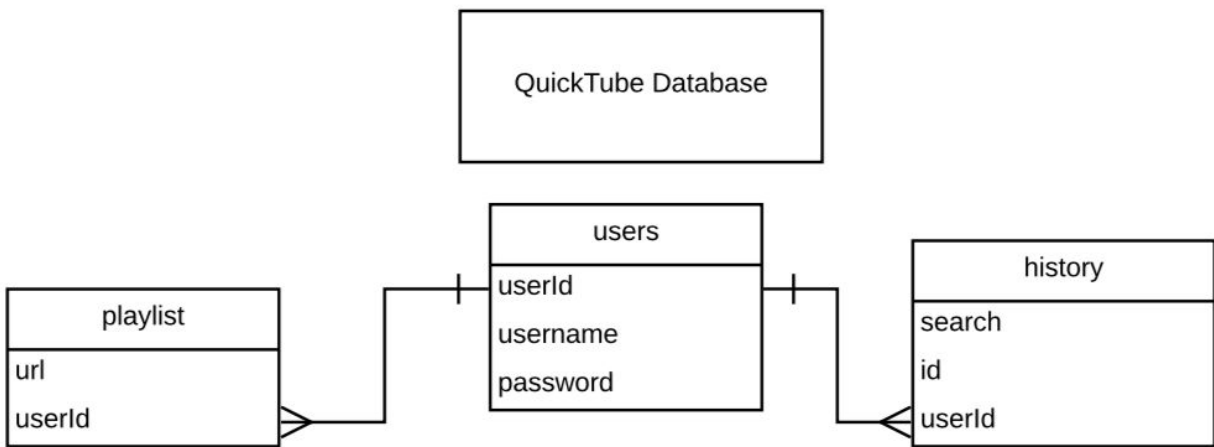 QuickTube Database
users
userId
username
password
playlist
url
userId
history
search
id
userId